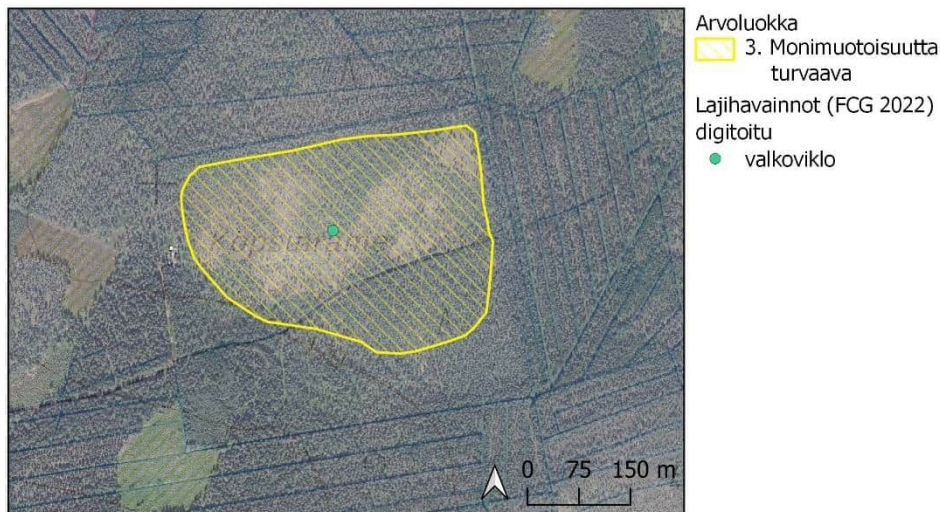 Arvoluokka
3. Monimuotoisuutta
turvaava
Lajihavainnot (FCG 2022)
digitoitu
valkoviklo
0 75 150 m